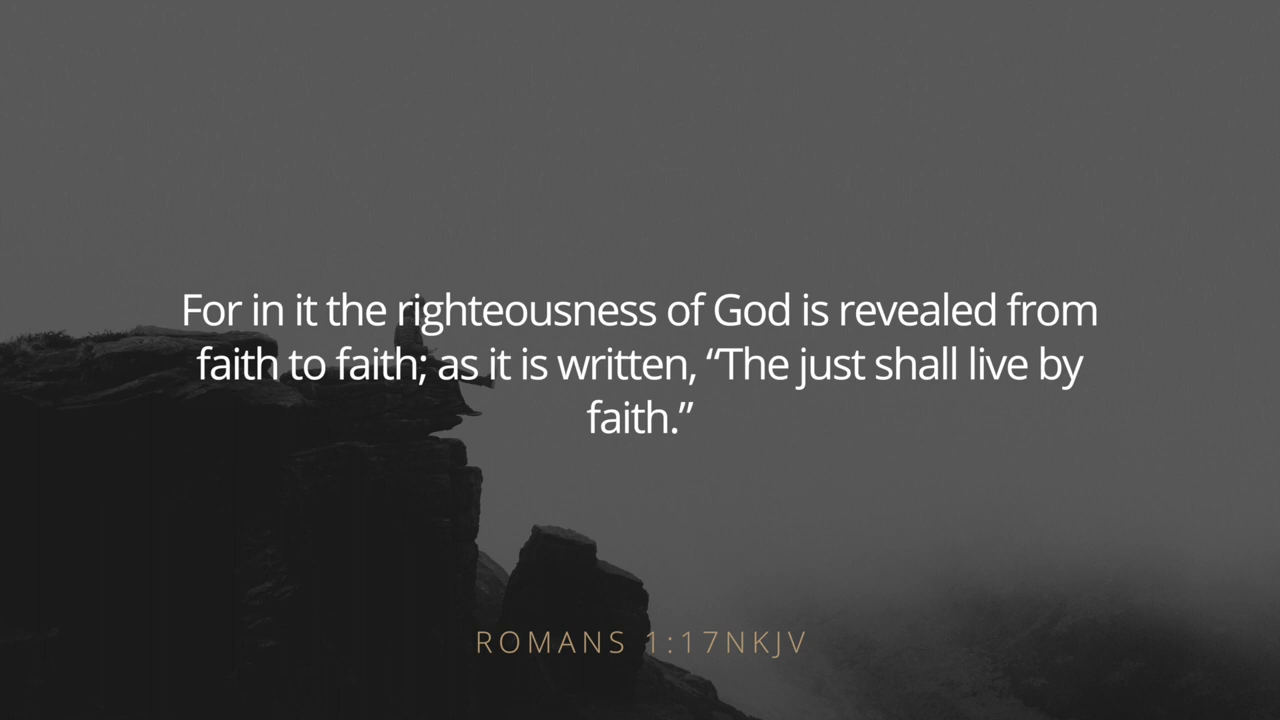 For in it the righteousness of God is revealed from
faith to faith; as it is written, “The just shall live by
faith.”
ROMANS 1:17NKJV